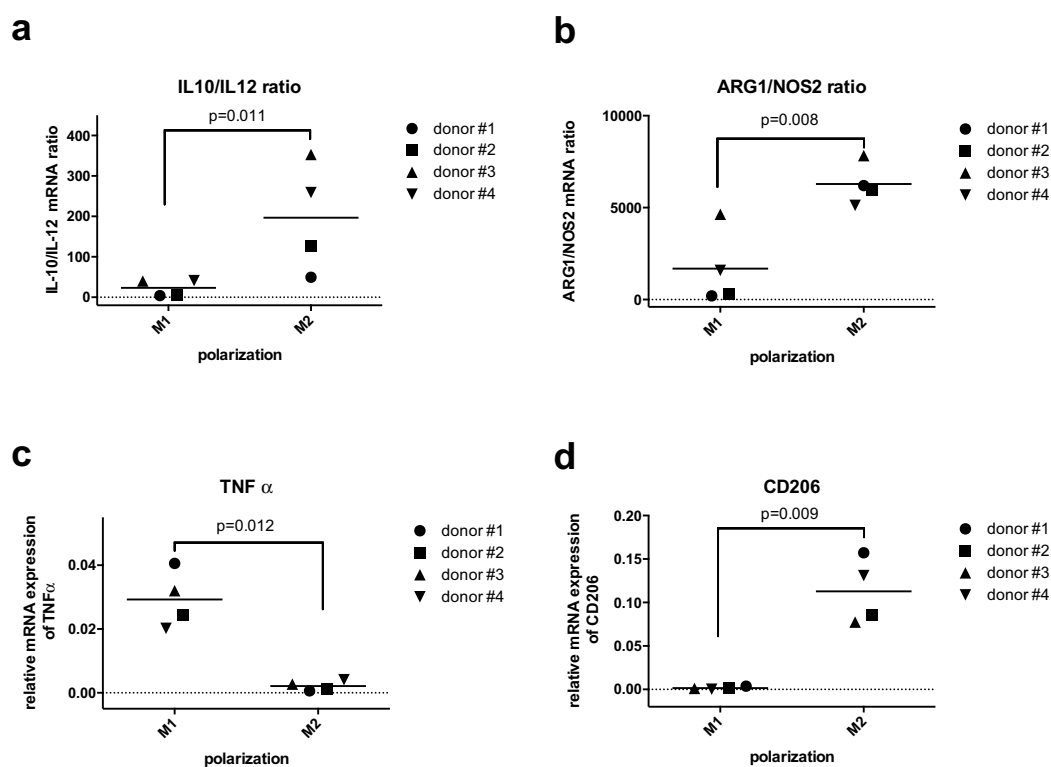 a
IL10/IL12 ratio
p=0.011
IL-10/IL-12 mRNA ratio
400
300
200
100
0
M1
M2
polarization
donor #1
donor #2
donor #3
donor #4
b
ARG1/NOS2 ratio
p=0.008
ARG1/NOS2 mRNA ratio
10000
5000
0
M1
M2
polarization
donor #1
donor #2
donor #3
donor #4
c
TNF α
p=0.012
relative mRNA expression
of TNFα
0.04
0.02
0.00
M1
M2
polarization
donor #1
donor #2
donor #3
donor #4
d
CD206
p=0.009
relative mRNA expression
of CD206
0.20
0.15
0.10
0.05
0.00
M1
M2
polarization
donor #1
donor #2
donor #3
donor #4